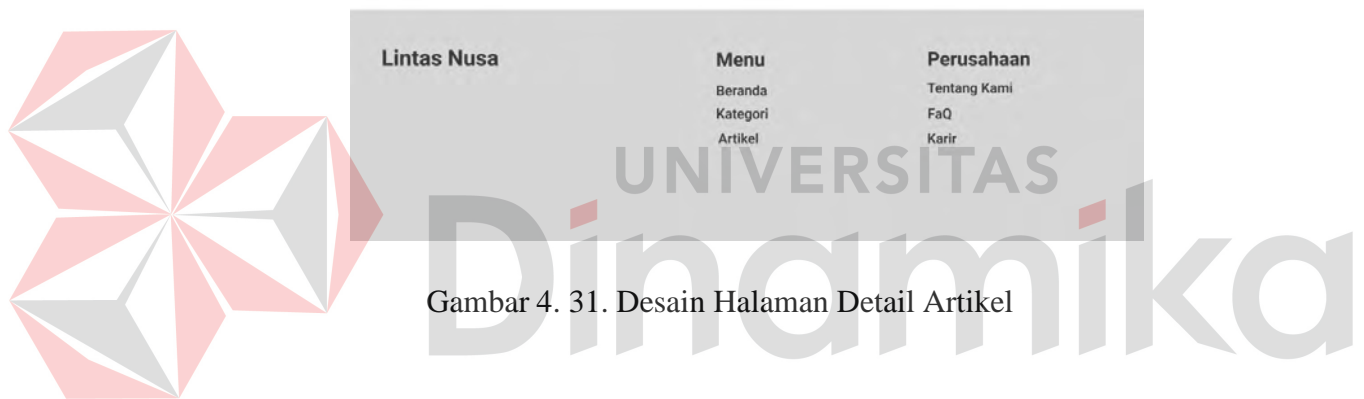 Lintas Nusa
Menu
Beranda
Kategori
Artikel
Perusahaan
Tentang Kami
FaQ
Karir
UNIVERSITAS
Dinamika
Gambar 4. 31. Desain Halaman Detail Artikel